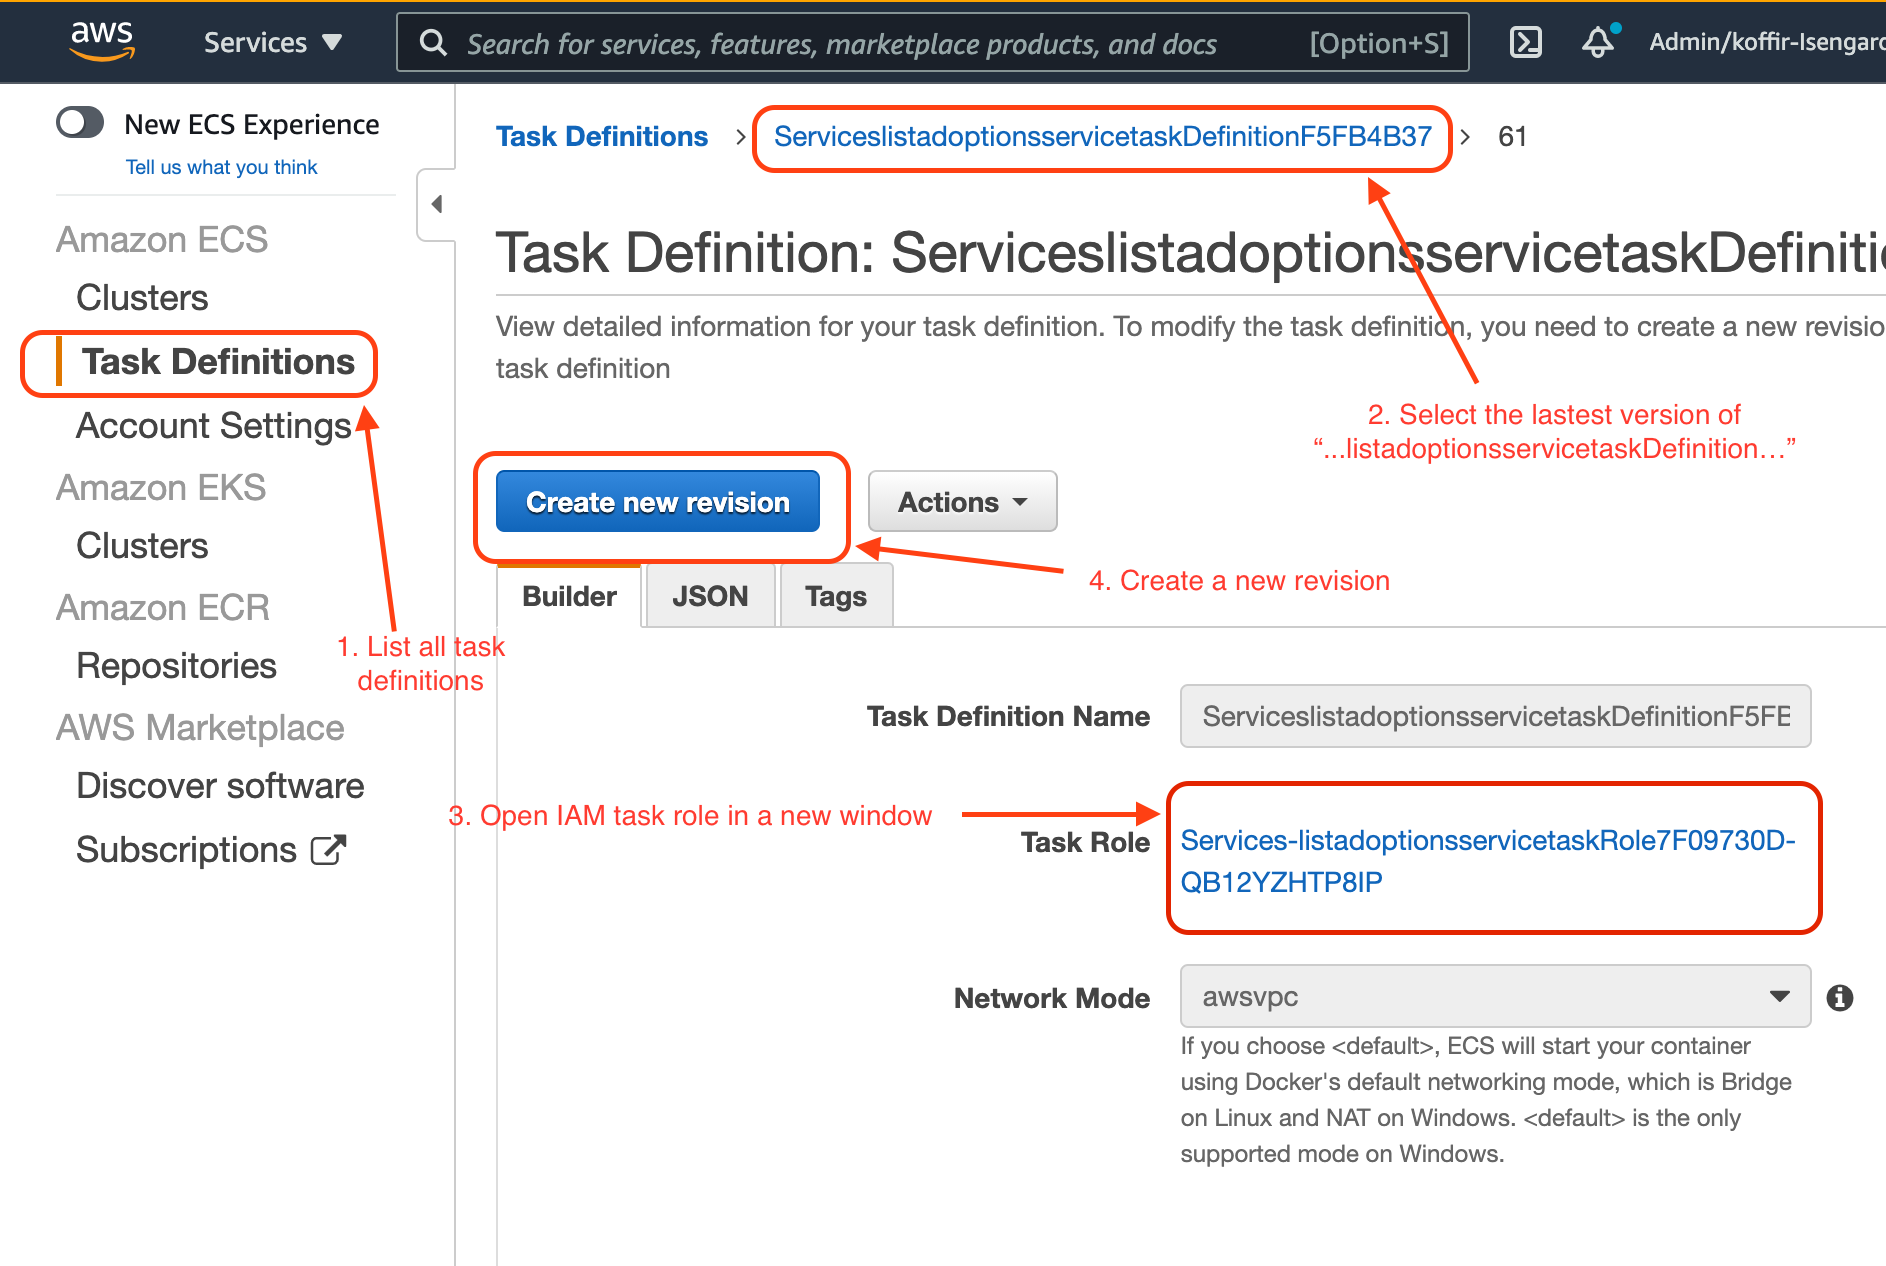 aws
Services
Search for services, features, marketplace products, and docs
[Option+S]
Admin/koffir-Isengard
New ECS Experience
Tell us what you think
Amazon ECS
Clusters
Task Definitions
Account Settings
Amazon EKS
Clusters
Amazon ECR
Repositories
AWS Marketplace
Discover software
Subscriptions
1. List all task
definitions
Task Definitions > ServiceslistadoptionsservicetaskDefinitionF5FB4B37 > 61
Task Definition: ServiceslistadoptionsservicetaskDefinitio
View detailed information for your task definition. To modify the task definition, you need to create a new revisio
task definition
2. Select the lastest version of
“...listadoptionsservicetaskDefinition…”
Create new revision
Actions
4. Create a new revision
Builder
JSON
Tags
Task Definition Name
ServiceslistadoptionsservicetaskDefinitionF5FE
3. Open IAM task role in a new window
Task Role
Services-listadoptionsservicetaskRole7F09730D-
QB12YZHTP8IP
Network Mode
awsvpc
If you choose <default>, ECS will start your container
using Docker's default networking mode, which is Bridge
on Linux and NAT on Windows. <default> is the only
supported mode on Windows.